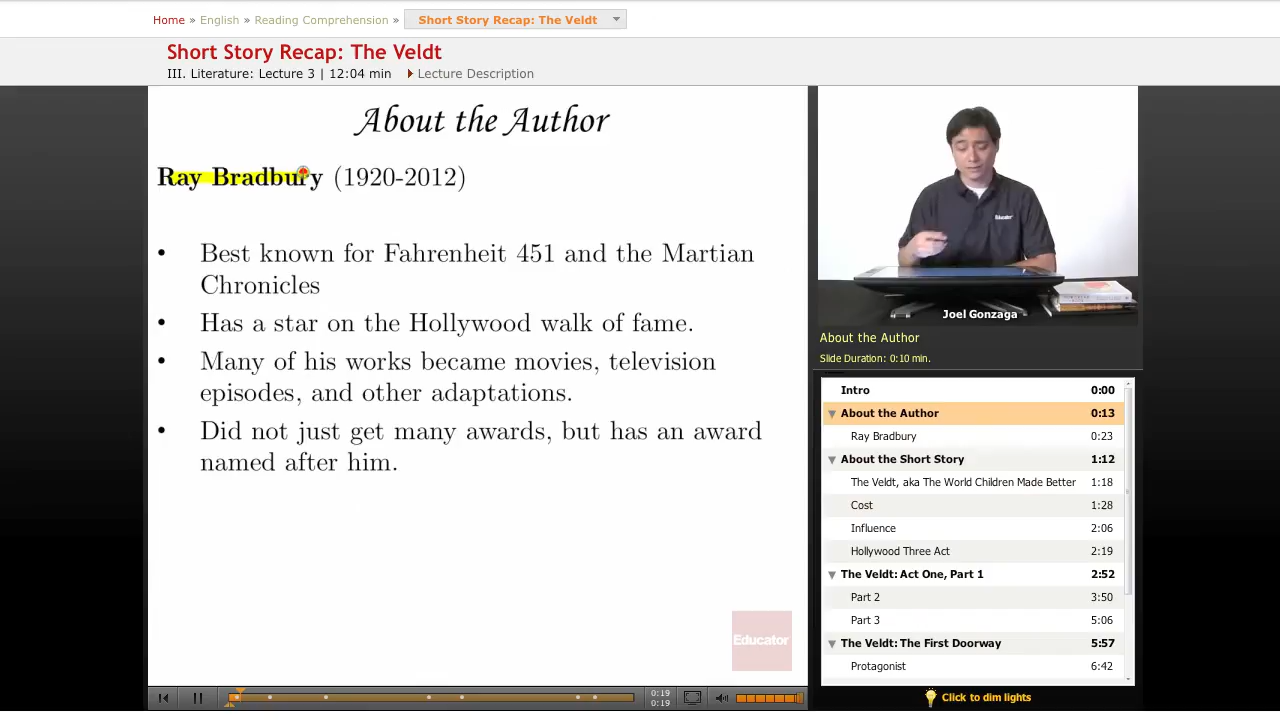 Home » English » Reading Comprehension » Short Story Recap: The Veldt
Short Story Recap: The Veldt
III. Literature: Lecture 3 | 12:04 min Lecture Description
About the Author
Ray Bradbury (1920-2012)
• Best known for Fahrenheit 451 and the Martian
Chronicles
• Has a star on the Hollywood walk of fame.
• Many of his works became movies, television
episodes, and other adaptations.
• Did not just get many awards, but has an award
named after him.
Educator
Educator
Joel Gonzaga
About the Author
Slide Duration: 0:10 min.
Intro 0:00
About the Author 0:13
Ray Bradbury 0:23
About the Short Story 1:12
The Veldt, aka The World Children Made Better 1:18
Cost 1:28
Influence 2:06
Hollywood Three Act 2:19
The Veldt: Act One, Part 1 2:52
Part 2 3:50
Part 3 5:06
The Veldt: The First Doorway 5:57
Protagonist 6:42
0:19
0:19
Click to dim lights